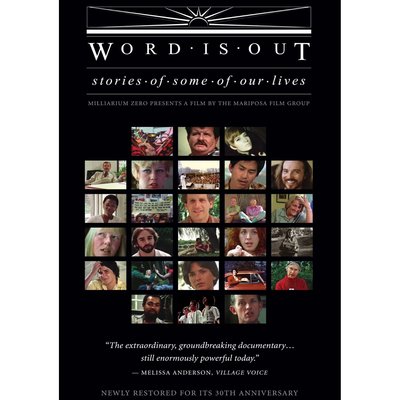 WORD·IS·OUT
stories·of·some·of·our·lives
MILLIARIUM ZERO PRESENTS A FILM BY THE MARIPOSA FILM GROUP
"The extraordinary, groundbreaking documentary…
still enormously powerful today."
— MELISSA ANDERSON, VILLAGE VOICE
NEWLY RESTORED FOR ITS 30TH ANNIVERSARY